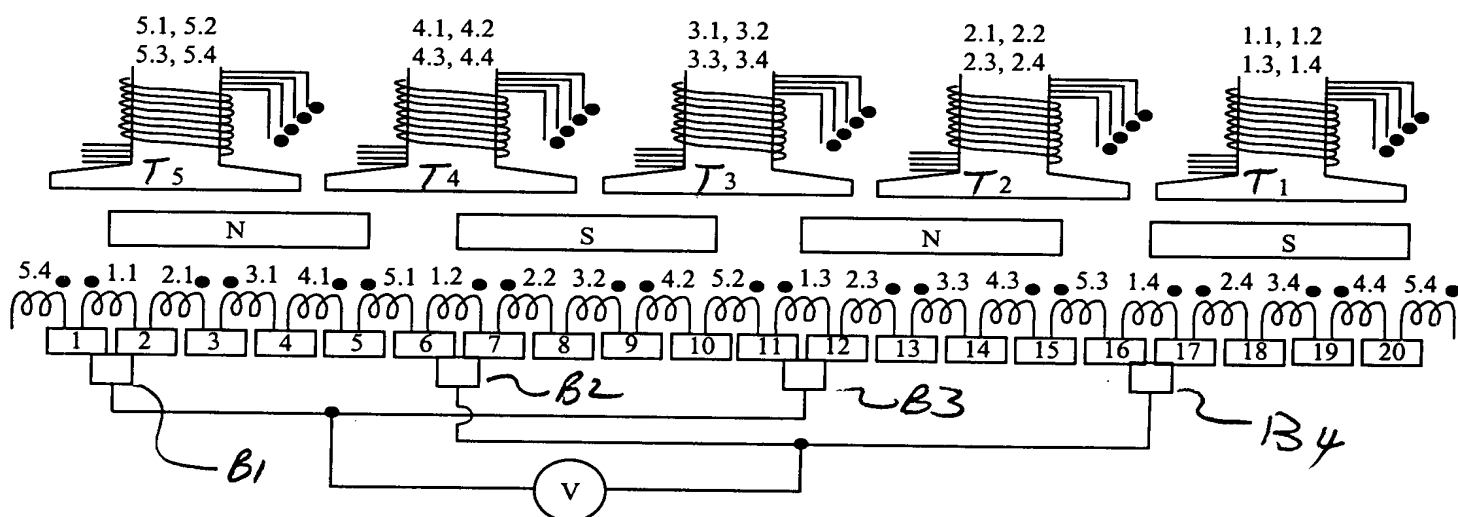 5.1, 5.2 4.1, 4.2 3.1, 3.2 2.1, 2.2 1.1, 1.2
5.3, 5.4 4.3, 4.4 3.3, 3.4 2.3, 2.4 1.3, 1.4
T5 T4 T3 T2 T1
N S N S
5.4 1.1 2.1 3.1 4.1 5.1 1.2 2.2 3.2 4.2 5.2 1.3 2.3 3.3 4.3 5.3 1.4 2.4 3.4 4.4 5.4
1 2 3 4 5 6 7 8 9 10 11 12 13 14 15 16 17 18 19 20
B2 B3 B4
B1 V